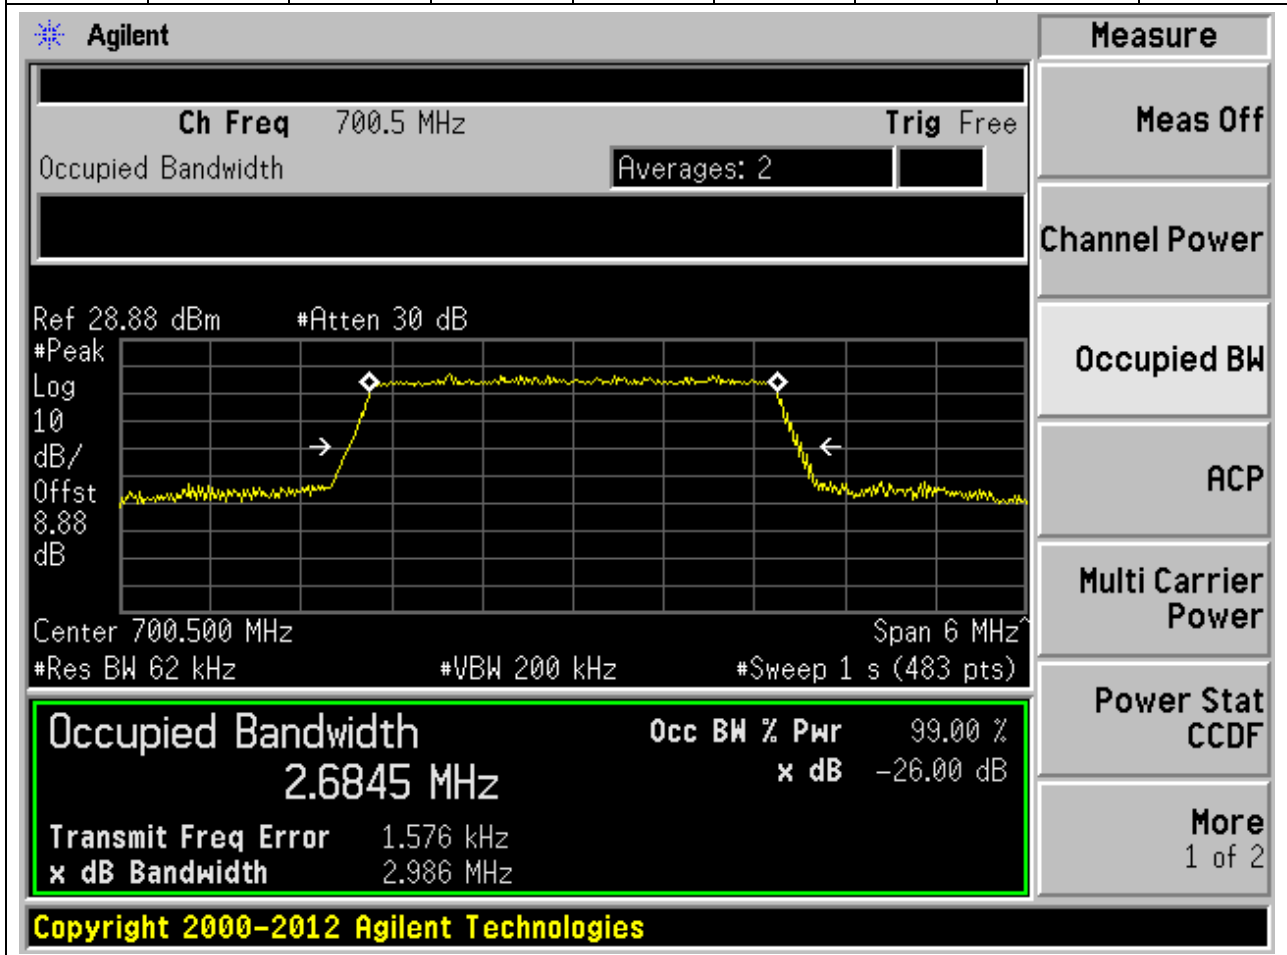 Agilent
Measure
Ch Freq 700.5 MHz Trig Free
Occupied Bandwidth Averages: 2
Meas Off
Channel Power
Occupied BW
ACP
Multi Carrier
Power
Power Stat
CCDF
More
1 of 2
Ref 28.88 dBm #Atten 30 dB
#Peak
Log
10
dB/
Offst
8.88
dB
Center 700.500 MHz Span 6 MHz^
#Res BW 62 kHz #VBW 200 kHz #Sweep 1 s (483 pts)
Occupied Bandwidth Occ BW % Pwr 99.00 %
2.6845 MHz x dB -26.00 dB
Transmit Freq Error 1.576 kHz
x dB Bandwidth 2.986 MHz
Copyright 2000-2012 Agilent Technologies